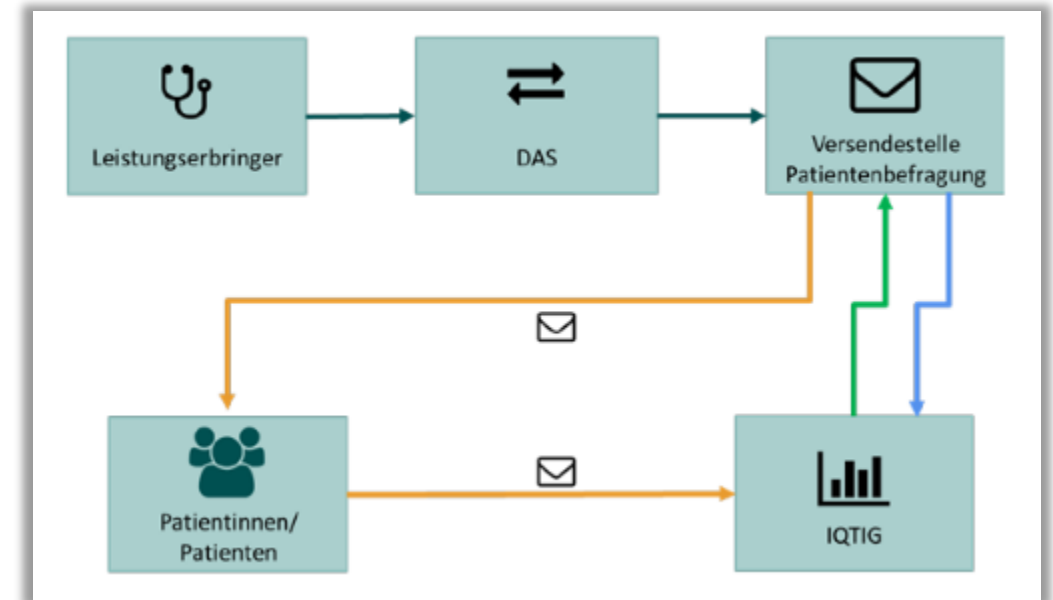 Leistungserbringer
DAS
Versendestelle
Patientenbefragung
Patientinnen/
Patienten
IQTIG